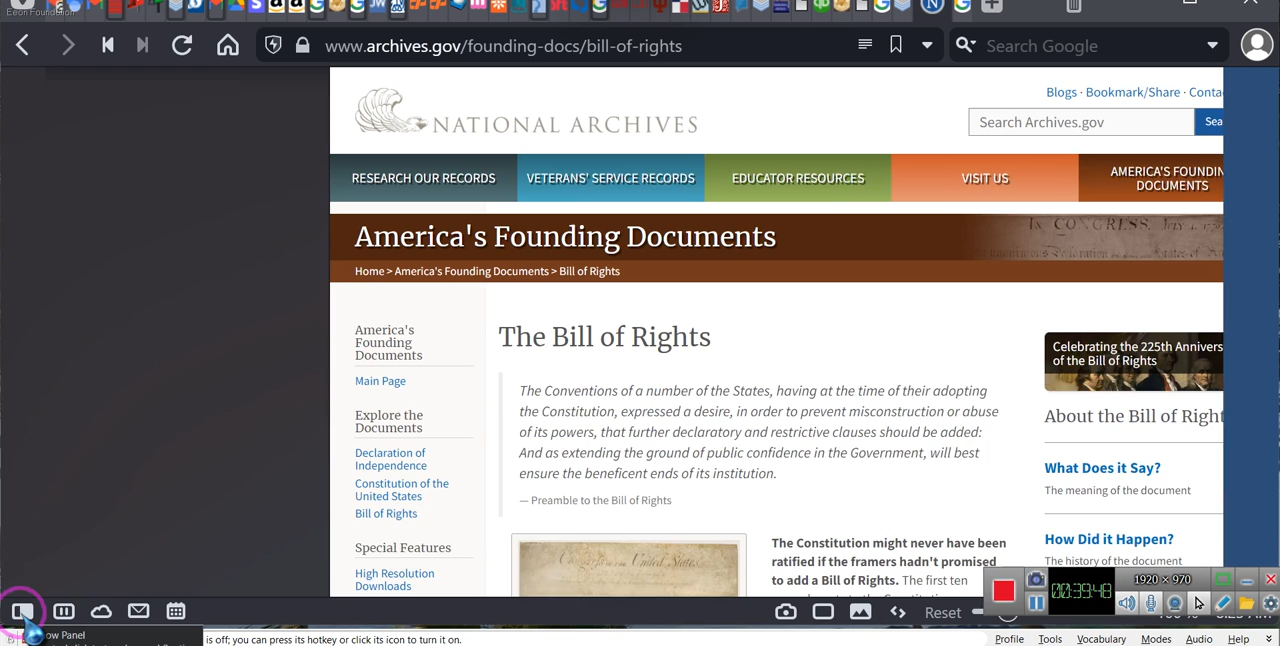 Eeon Foundation
www.archives.gov/founding-docs/bill-of-rights
Search Google
Blogs · Bookmark/Share ·
NATIONAL ARCHIVES
Search Archives.gov
RESEARCH OUR RECORDS
VETERANS' SERVICE RECORDS
EDUCATOR RESOURCES
VISIT US
AMERICA'S
DOCUMENTS
America's Founding Documents
IN CONGRESS,
Home > America's Founding Documents > Bill of Rights
America's
Founding
Documents
Main Page
Explore the
Documents
Declaration of
Independence
Constitution of the
United States
Bill of Rights
Special Features
High Resolution
Downloads
The Bill of Rights
The Conventions of a number of the States, having at the time of their adopting
the Constitution, expressed a desire, in order to prevent misconstruction or abuse
of its powers, that further declaratory and restrictive clauses should be added:
And as extending the ground of public confidence in the Government, will best
ensure the beneficent ends of its institution.
— Preamble to the Bill of Rights
United States
The Constitution might never have been
ratified if the framers hadn't promised
to add a Bill of Rights. The first ten
Celebrating the 225th
of the Bill of Rights
About the Bill of
What Does it Say?
The meaning of the document
How Did it Happen?
The history of the document
1920 × 970
00:39:48
Reset
Panel
is off; you can press its hotkey or click its icon to turn it on.
Profile Tools Vocabulary Modes Audio Help